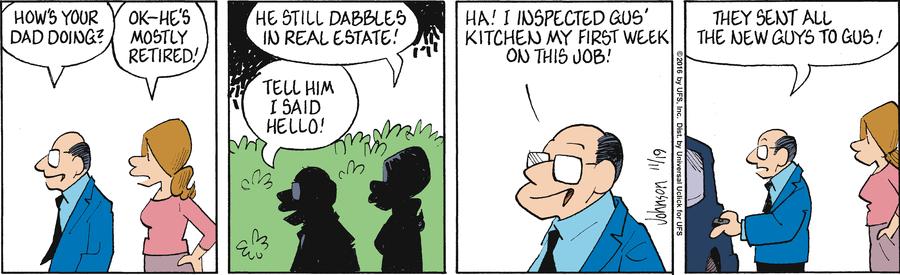 HOW'S YOUR
DAD DOING?
OK–HE'S
MOSTLY
RETIRED!
HE STILL DABBLES
IN REAL ESTATE!
TELL HIM
I SAID
HELLO!
HA! I INSPECTED GUS'
KITCHEN MY FIRST WEEK
ON THIS JOB!
JOHNSON 11/19
©2016 by UFS, Inc. Dist. by Universal Uclick for UFS
THEY SENT ALL
THE NEW GUYS TO GUS!